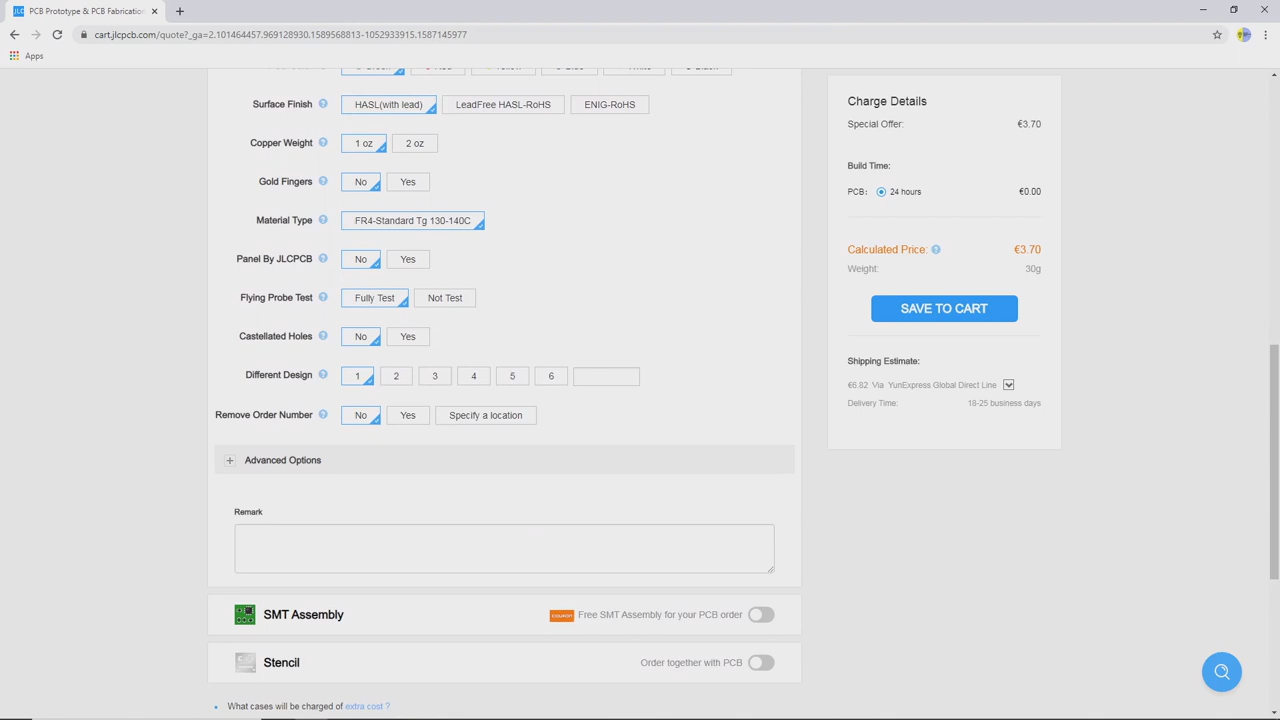 PCB Prototype & PCB Fabrication
cart.jlcpcb.com/quote?_ga=2.101464457.969128930.1589568813-1052933915.1587145977
Apps
Surface Finish HASL(with lead) LeadFree HASL-RoHS ENIG-RoHS
Copper Weight 1 oz 2 oz
Gold Fingers No Yes
Material Type FR4-Standard Tg 130-140C
Panel By JLCPCB No Yes
Flying Probe Test Fully Test Not Test
Castellated Holes No Yes
Different Design 1 2 3 4 5 6
Remove Order Number No Yes Specify a location
+ Advanced Options
Remark
SMT Assembly Free SMT Assembly for your PCB order
Stencil Order together with PCB
• What cases will be charged of extra cost ?
Charge Details
Special Offer: €3.70
Build Time:
PCB: 24 hours €0.00
Calculated Price: €3.70
Weight: 30g
SAVE TO CART
Shipping Estimate:
€6.82 Via YunExpress Global Direct Line
Delivery Time: 18-25 business days